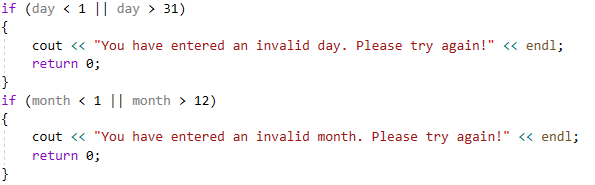 if (day < 1 || day > 31)
{
    cout << "You have entered an invalid day. Please try again!" << endl;
    return 0;
}
if (month < 1 || month > 12)
{
    cout << "You have entered an invalid month. Please try again!" << endl;
    return 0;
}